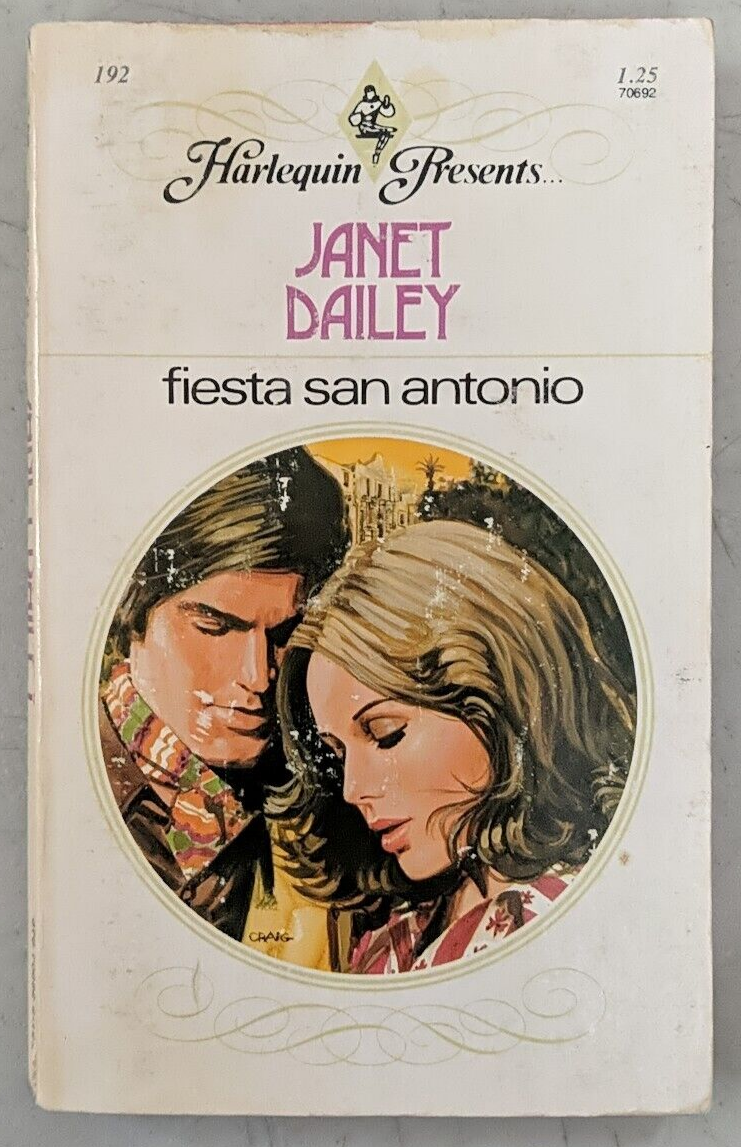 192
1.25
70692
Harlequin Presents...
JANET
DAILEY
fiesta san antonio
CRAIG